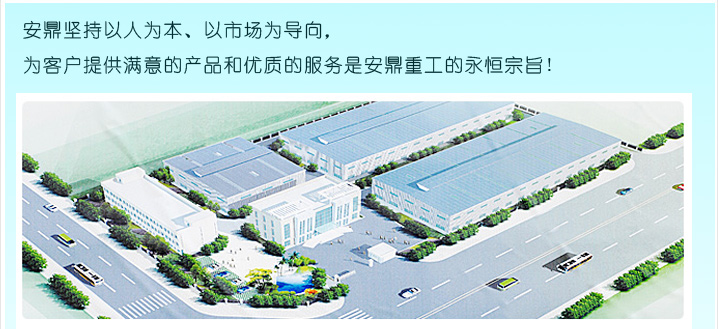 安鼎坚持以人为本、以市场为导向，
为客户提供满意的产品和优质的服务是安鼎重工的永恒宗旨！